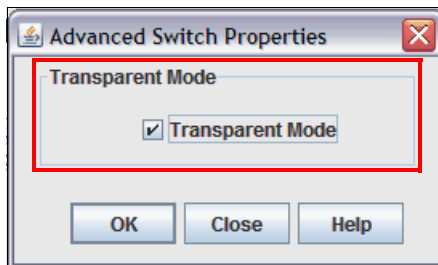 Advanced Switch Properties
Transparent Mode
Transparent Mode
OK Close Help